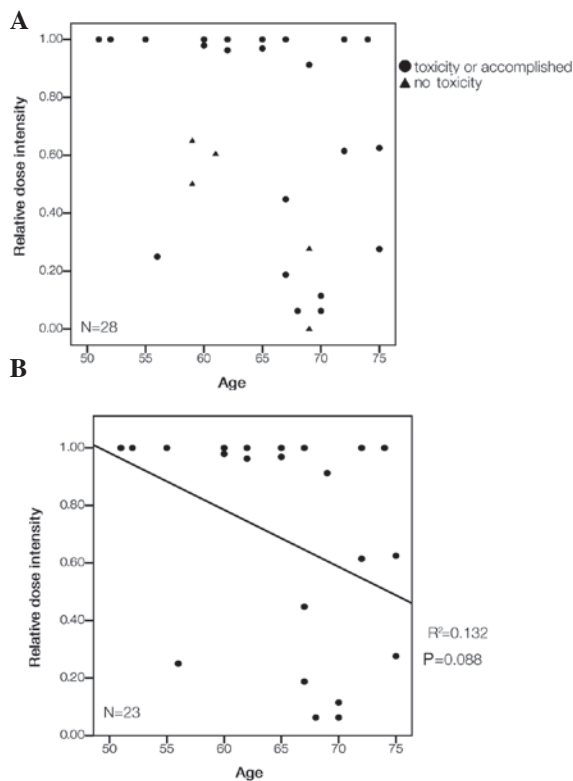 A
Relative dose intensity
1.00
0.80
0.60
0.40
0.20
0.00
N=28
50 55 60 65 70 75
Age
● toxicity or accomplished
▲ no toxicity
B
Relative dose intensity
1.00
0.80
0.60
0.40
0.20
0.00
N=23
50 55 60 65 70 75
Age
R²=0.132
P=0.088